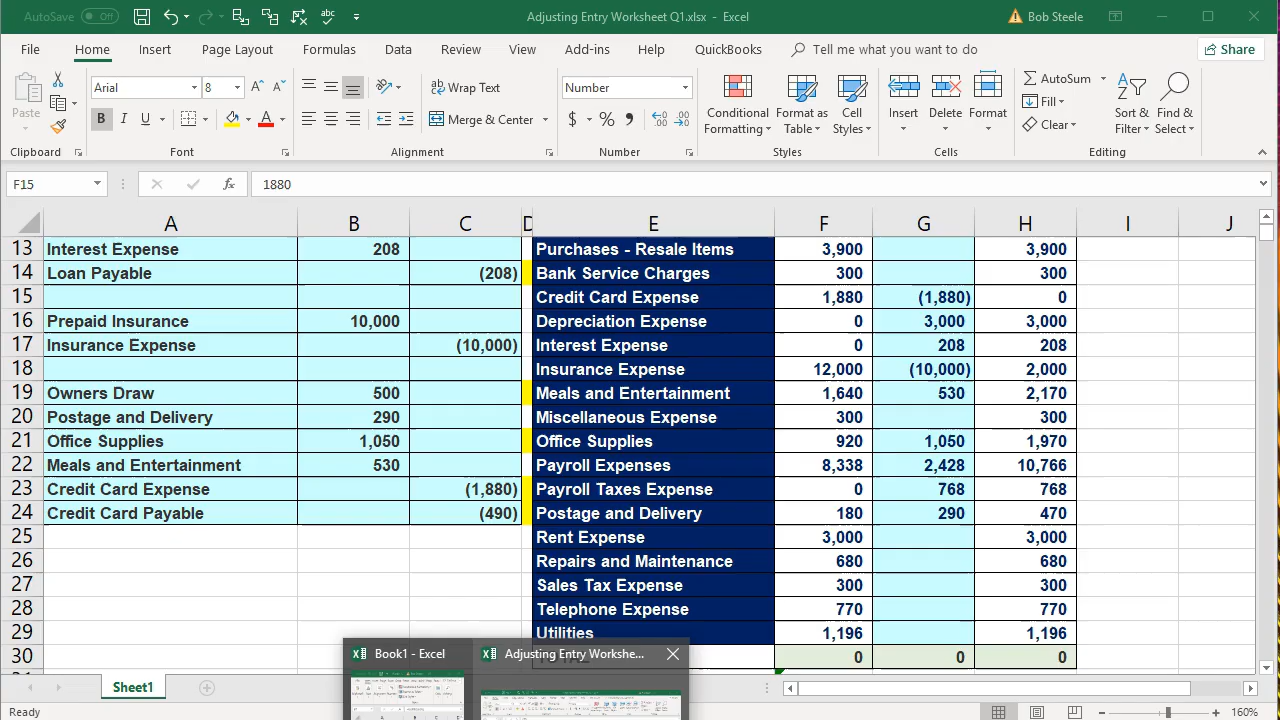 AutoSave Off Adjusting Entry Worksheet Q1.xlsx - Excel Bob Steele
File Home Insert Page Layout Formulas Data Review View Add-ins Help QuickBooks Tell me what you want to do Share
Paste Arial 8 Wrap Text Number Conditional Formatting Format as Table Cell Styles Insert Delete Format AutoSum Sort & Filter Find & Select
B I U A Merge & Center $ % Fill Clear
Clipboard Font Alignment Number Styles Cells Editing
F15 fx 1880
A B C D E F G H I J
13 Interest Expense 208 Purchases - Resale Items 3,900 3,900
14 Loan Payable (208) Bank Service Charges 300 300
15 Credit Card Expense 1,880 (1,880) 0
16 Prepaid Insurance 10,000 Depreciation Expense 0 3,000 3,000
17 Insurance Expense (10,000) Interest Expense 0 208 208
18 Insurance Expense 12,000 (10,000) 2,000
19 Owners Draw 500 Meals and Entertainment 1,640 530 2,170
20 Postage and Delivery 290 Miscellaneous Expense 300 300
21 Office Supplies 1,050 Office Supplies 920 1,050 1,970
22 Meals and Entertainment 530 Payroll Expenses 8,338 2,428 10,766
23 Credit Card Expense (1,880) Payroll Taxes Expense 0 768 768
24 Credit Card Payable (490) Postage and Delivery 180 290 470
25 Rent Expense 3,000 3,000
26 Repairs and Maintenance 680 680
27 Sales Tax Expense 300 300
28 Telephone Expense 770 770
29 Utilities 1,196 1,196
30 0 0 0
Book1 - Excel Adjusting Entry Workshe...
Sheet1
Ready 160%